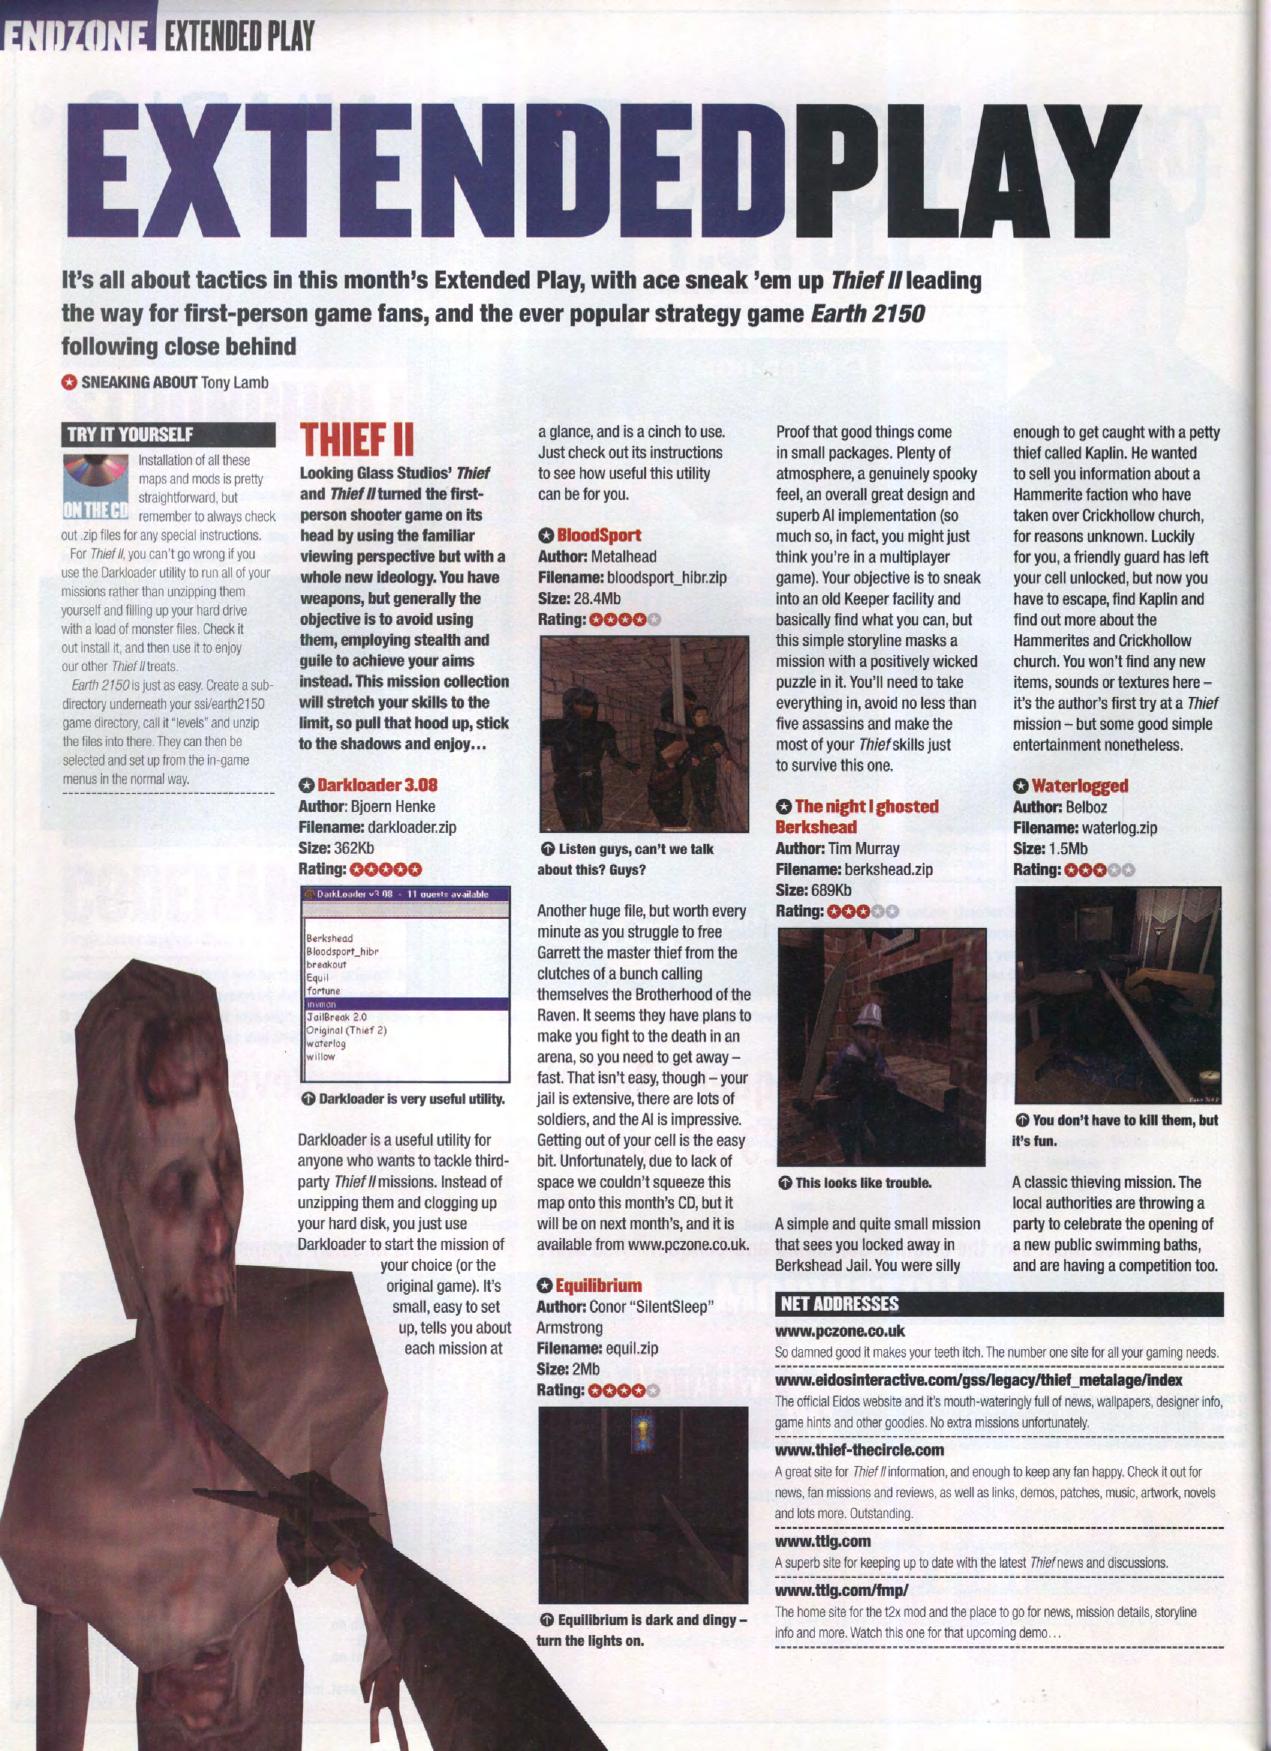 ENDZONE EXTENDED PLAY
EXTENDEDPLAY
It's all about tactics in this month's Extended Play, with ace sneak 'em up Thief II leading
the way for first-person game fans, and the ever popular strategy game Earth 2150
following close behind
SNEAKING ABOUT Tony Lamb
TRY IT YOURSELF
ON THE CD
Installation of all these
maps and mods is pretty
straightforward, but
remember to always check
out .zip files for any special instructions.
For Thief II, you can't go wrong if you
use the Darkloader utility to run all of your
missions rather than unzipping them
yourself and filling up your hard drive
with a load of monster files. Check it
out install it, and then use it to enjoy
our other Thief II treats.
Earth 2150 is just as easy. Create a sub-
directory underneath your ssi/earth2150
game directory, call it "levels" and unzip
the files into there. They can then be
selected and set up from the in-game
menus in the normal way.
THIEF II
Looking Glass Studios' Thief
and Thief II turned the first-
person shooter game on its
head by using the familiar
viewing perspective but with a
whole new ideology. You have
weapons, but generally the
objective is to avoid using
them, employing stealth and
guile to achieve your aims
instead. This mission collection
will stretch your skills to the
limit, so pull that hood up, stick
to the shadows and enjoy...
Darkloader 3.08
Author: Bjoern Henke
Filename: darkloader.zip
Size: 362Kb
Rating:
DarkLoader v3.08 - 11 quests available
Berkshead
Bloodsport_hibr
breakout
Equil
fortune
invman
JailBreak 2.0
Original (Thief 2)
waterlog
willow
Darkloader is very useful utility.
Darkloader is a useful utility for
anyone who wants to tackle third-
party Thief II missions. Instead of
unzipping them and clogging up
your hard disk, you just use
Darkloader to start the mission of
your choice (or the
original game). It's
small, easy to set
up, tells you about
each mission at
a glance, and is a cinch to use.
Just check out its instructions
to see how useful this utility
can be for you.
BloodSport
Author: Metalhead
Filename: bloodsport_hibr.zip
Size: 28.4Mb
Rating:
Listen guys, can't we talk
about this? Guys?
Another huge file, but worth every
minute as you struggle to free
Garrett the master thief from the
clutches of a bunch calling
themselves the Brotherhood of the
Raven. It seems they have plans to
make you fight to the death in an
arena, so you need to get away –
fast. That isn't easy, though – your
jail is extensive, there are lots of
soldiers, and the AI is impressive.
Getting out of your cell is the easy
bit. Unfortunately, due to lack of
space we couldn't squeeze this
map onto this month's CD, but it
will be on next month's, and it is
available from www.pczone.co.uk.
Equilibrium
Author: Conor "SilentSleep"
Armstrong
Filename: equil.zip
Size: 2Mb
Rating:
Equilibrium is dark and dingy –
turn the lights on.
Proof that good things come
in small packages. Plenty of
atmosphere, a genuinely spooky
feel, an overall great design and
superb AI implementation (so
much so, in fact, you might just
think you're in a multiplayer
game). Your objective is to sneak
into an old Keeper facility and
basically find what you can, but
this simple storyline masks a
mission with a positively wicked
puzzle in it. You'll need to take
everything in, avoid no less than
five assassins and make the
most of your Thief skills just
to survive this one.
The night I ghosted
Berkshead
Author: Tim Murray
Filename: berkshead.zip
Size: 689Kb
Rating:
This looks like trouble.
A simple and quite small mission
that sees you locked away in
Berkshead Jail. You were silly
enough to get caught with a petty
thief called Kaplin. He wanted
to sell you information about a
Hammerite faction who have
taken over Crickhollow church,
for reasons unknown. Luckily
for you, a friendly guard has left
your cell unlocked, but now you
have to escape, find Kaplin and
find out more about the
Hammerites and Crickhollow
church. You won't find any new
items, sounds or textures here –
it's the author's first try at a Thief
mission – but some good simple
entertainment nonetheless.
Waterlogged
Author: Belboz
Filename: waterlog.zip
Size: 1.5Mb
Rating:
You don't have to kill them, but
it's fun.
A classic thieving mission. The
local authorities are throwing a
party to celebrate the opening of
a new public swimming baths,
and are having a competition too.
NET ADDRESSES
www.pczone.co.uk
So damned good it makes your teeth itch. The number one site for all your gaming needs.
www.eidosinteractive.com/gss/legacy/thief_metalage/index
The official Eidos website and it's mouth-wateringly full of news, wallpapers, designer info,
game hints and other goodies. No extra missions unfortunately.
www.thief-thecircle.com
A great site for Thief II information, and enough to keep any fan happy. Check it out for
news, fan missions and reviews, as well as links, demos, patches, music, artwork, novels
and lots more. Outstanding.
www.ttlg.com
A superb site for keeping up to date with the latest Thief news and discussions.
www.ttlg.com/fmp/
The home site for the t2x mod and the place to go for news, mission details, storyline
info and more. Watch this one for that upcoming demo...